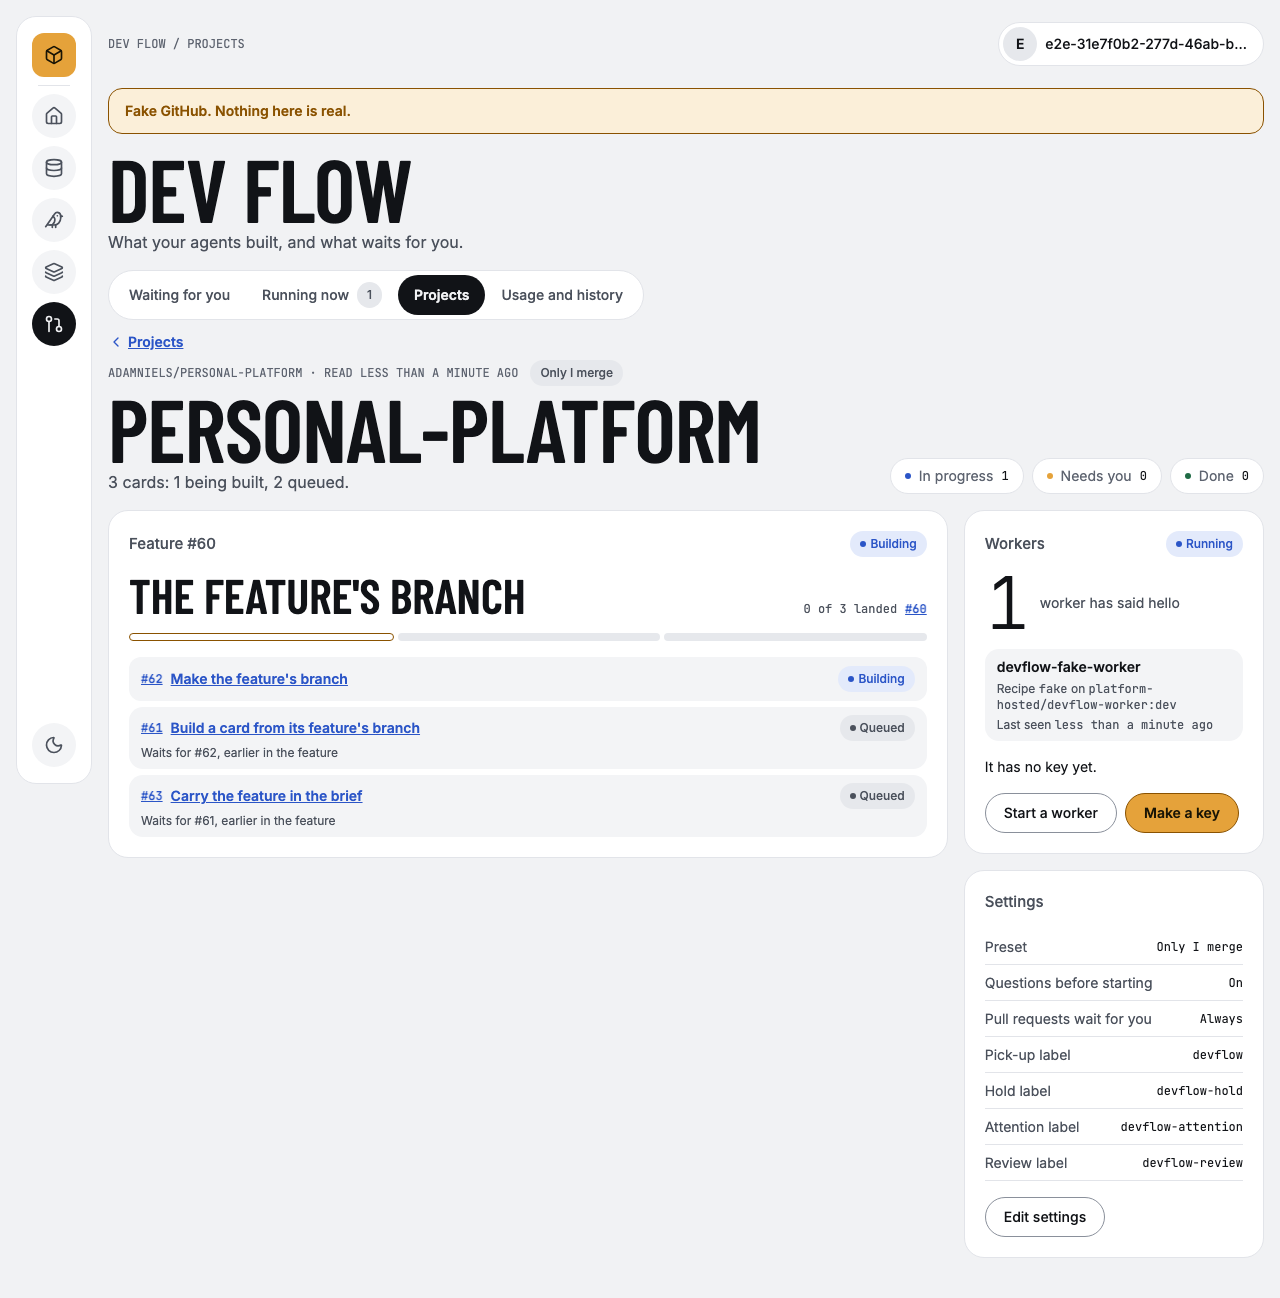 DEV FLOW / PROJECTS
E e2e-31e7f0b2-277d-46ab-b...
Fake GitHub. Nothing here is real.
DEV FLOW
What your agents built, and what waits for you.
Waiting for you Running now 1 Projects Usage and history
Projects
ADAMNIELS/PERSONAL-PLATFORM · READ LESS THAN A MINUTE AGO Only I merge
PERSONAL-PLATFORM
3 cards: 1 being built, 2 queued.
In progress 1 Needs you 0 Done 0
Feature #60 Building
THE FEATURE'S BRANCH
0 of 3 landed #60
#62 Make the feature's branch Building
#61 Build a card from its feature's branch Queued
Waits for #62, earlier in the feature
#63 Carry the feature in the brief Queued
Waits for #61, earlier in the feature
Workers Running
1 worker has said hello
devflow-fake-worker
Recipe fake on platform-
hosted/devflow-worker:dev
Last seen less than a minute ago
It has no key yet.
Start a worker Make a key
Settings
Preset Only I merge
Questions before starting On
Pull requests wait for you Always
Pick-up label devflow
Hold label devflow-hold
Attention label devflow-attention
Review label devflow-review
Edit settings